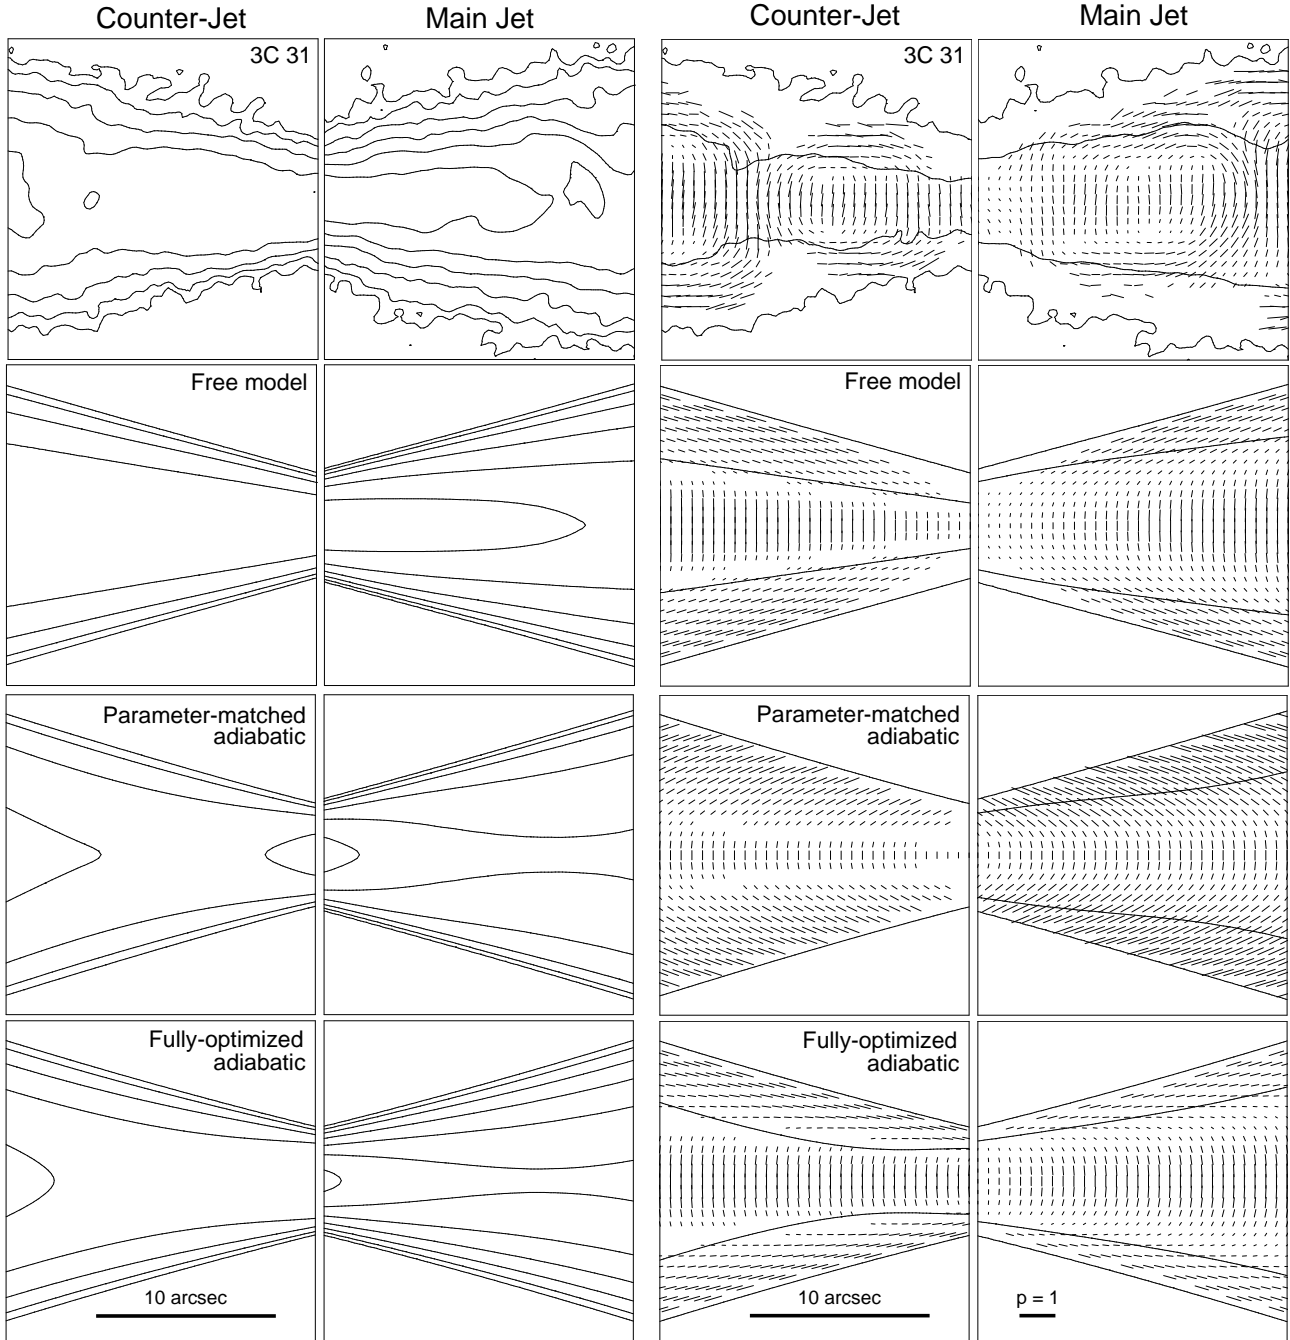 Counter-Jet
Main Jet
Counter-Jet
Main Jet
3C 31
3C 31
Free model
Free model
Parameter-matched
adiabatic
Parameter-matched
adiabatic
Fully-optimized
adiabatic
Fully-optimized
adiabatic
10 arcsec
10 arcsec
p = 1